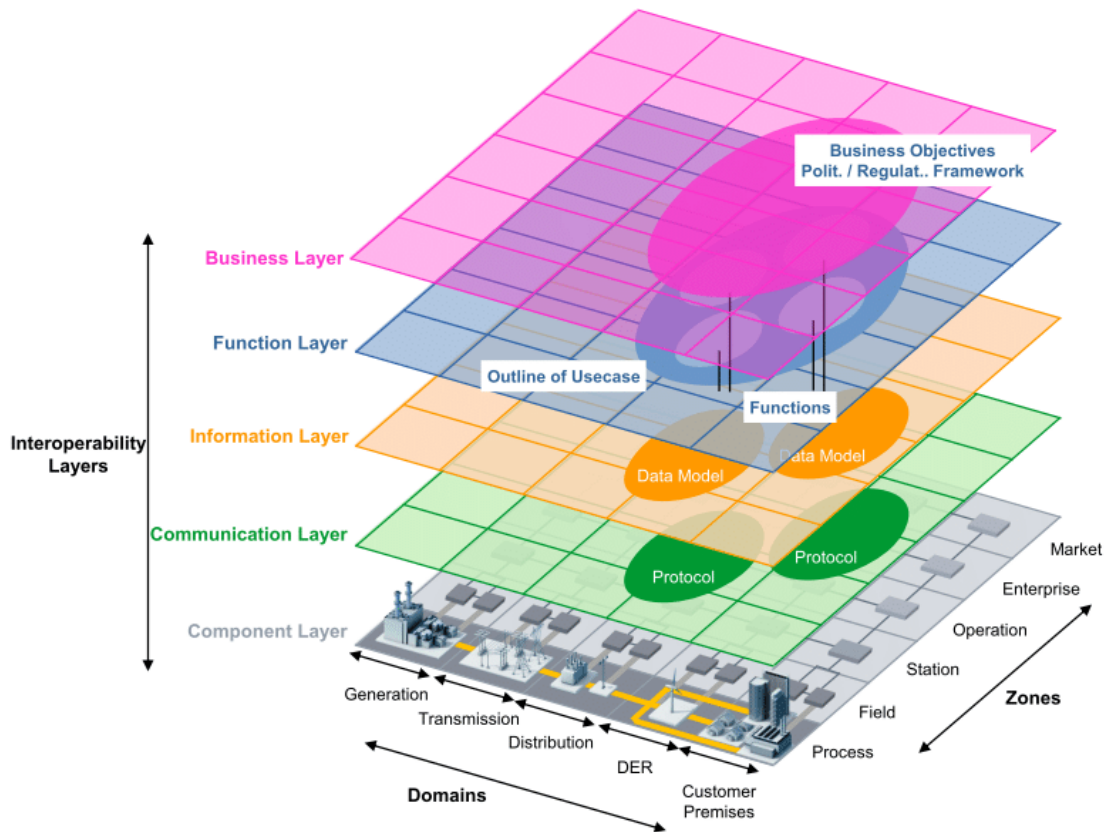 Business Objectives
Polit. / Regulat.. Framework
Business Layer
Function Layer
Outline of Usecase
Functions
Interoperability
Layers
Information Layer
Data Model
Data Model
Communication Layer
Protocol
Protocol
Component Layer
Market
Enterprise
Operation
Station
Field
Process
Zones
Generation
Transmission
Distribution
DER
Customer
Premises
Domains